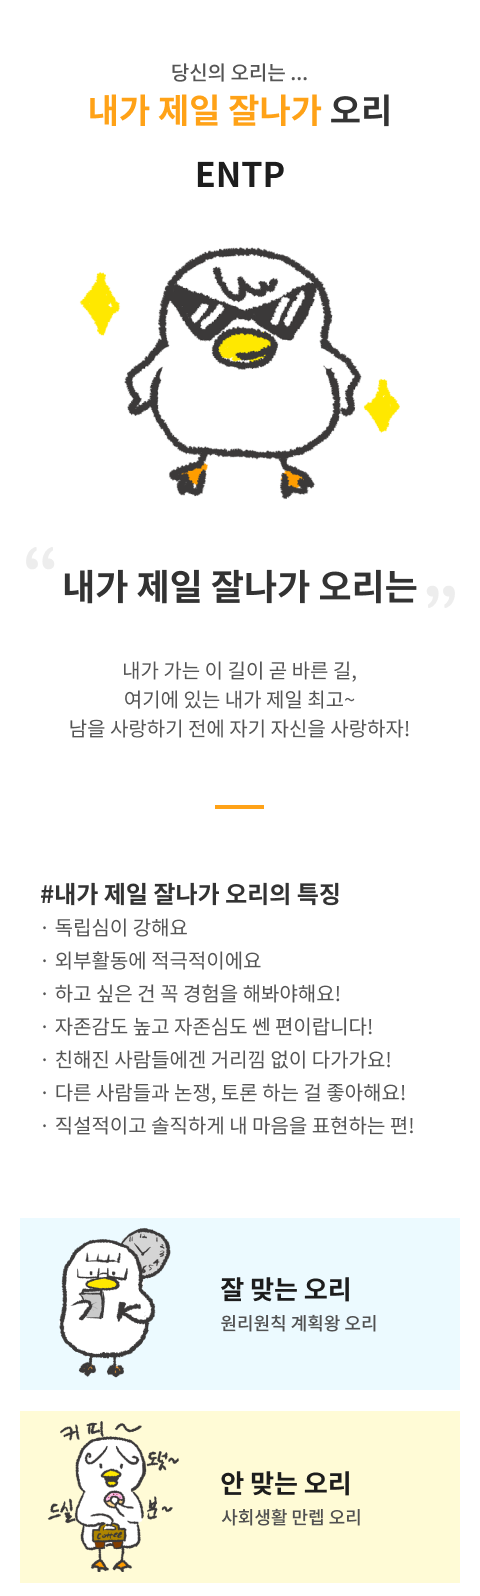 당신의 오리는 ...
내가 제일 잘나가 오리
ENTP
“ 내가 제일 잘나가 오리는 ”
내가 가는 이 길이 곧 바른 길,
여기에 있는 내가 제일 최고~
남을 사랑하기 전에 자기 자신을 사랑하자!
#내가 제일 잘나가 오리의 특징
· 독립심이 강해요
· 외부활동에 적극적이에요
· 하고 싶은 건 꼭 경험을 해봐야해요!
· 자존감도 높고 자존심도 쎈 편이랍니다!
· 친해진 사람들에겐 거리낌 없이 다가가요!
· 다른 사람들과 논쟁, 토론 하는 걸 좋아해요!
· 직설적이고 솔직하게 내 마음을 표현하는 편!
잘 맞는 오리
원리원칙 계획왕 오리
커피~
도넛~
드실 분~
COFFEE
안 맞는 오리
사회생활 만렙 오리